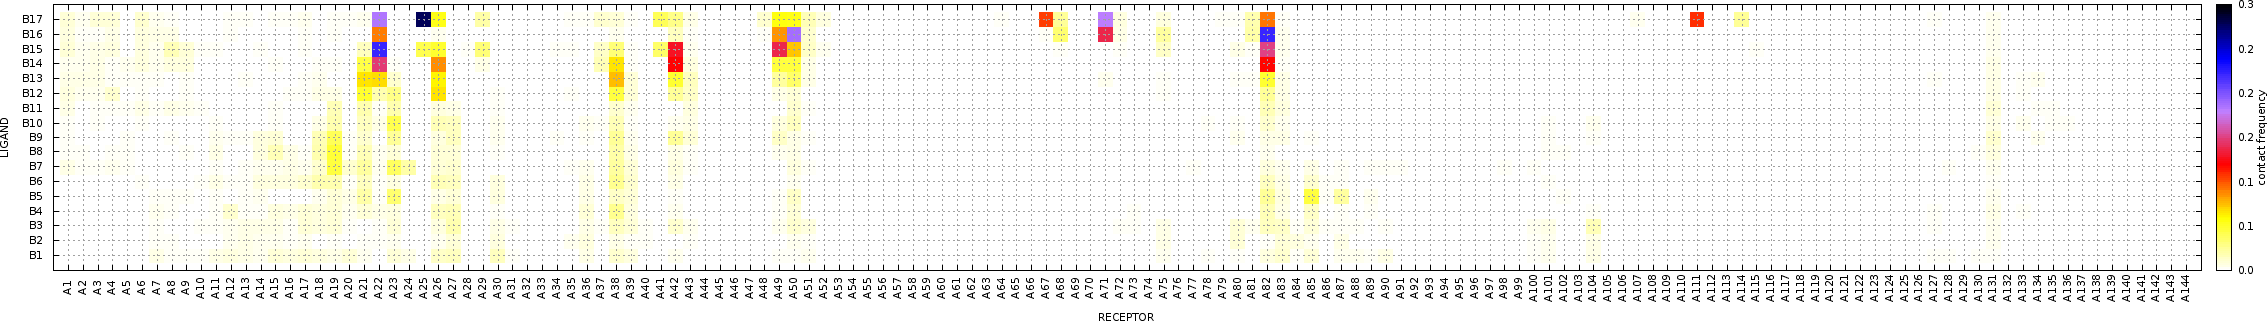 B17
B16
B15
B14
B13
B12
B11
B10
B9
B8
B7
B6
B5
B4
B3
B2
B1
LIGAND
A1 A2 A3 A4 A5 A6 A7 A8 A9 A10 A11 A12 A13 A14 A15 A16 A17 A18 A19 A20 A21 A22 A23 A24 A25 A26 A27 A28 A29 A30 A31 A32 A33 A34 A35 A36 A37 A38 A39 A40 A41 A42 A43 A44 A45 A46 A47 A48 A49 A50 A51 A52 A53 A54 A55 A56 A57 A58 A59 A60 A61 A62 A63 A64 A65 A66 A67 A68 A69 A70 A71 A72 A73 A74 A75 A76 A77 A78 A79 A80 A81 A82 A83 A84 A85 A86 A87 A88 A89 A90 A91 A92 A93 A94 A95 A96 A97 A98 A99 A100 A101 A102 A103 A104 A105 A106 A107 A108 A109 A110 A111 A112 A113 A114 A115 A116 A117 A118 A119 A120 A121 A122 A123 A124 A125 A126 A127 A128 A129 A130 A131 A132 A133 A134 A135 A136 A137 A138 A139 A140 A141 A142 A143 A144
RECEPTOR
0.3
0.2
0.2
0.1
0.1
0.0
contact frequency